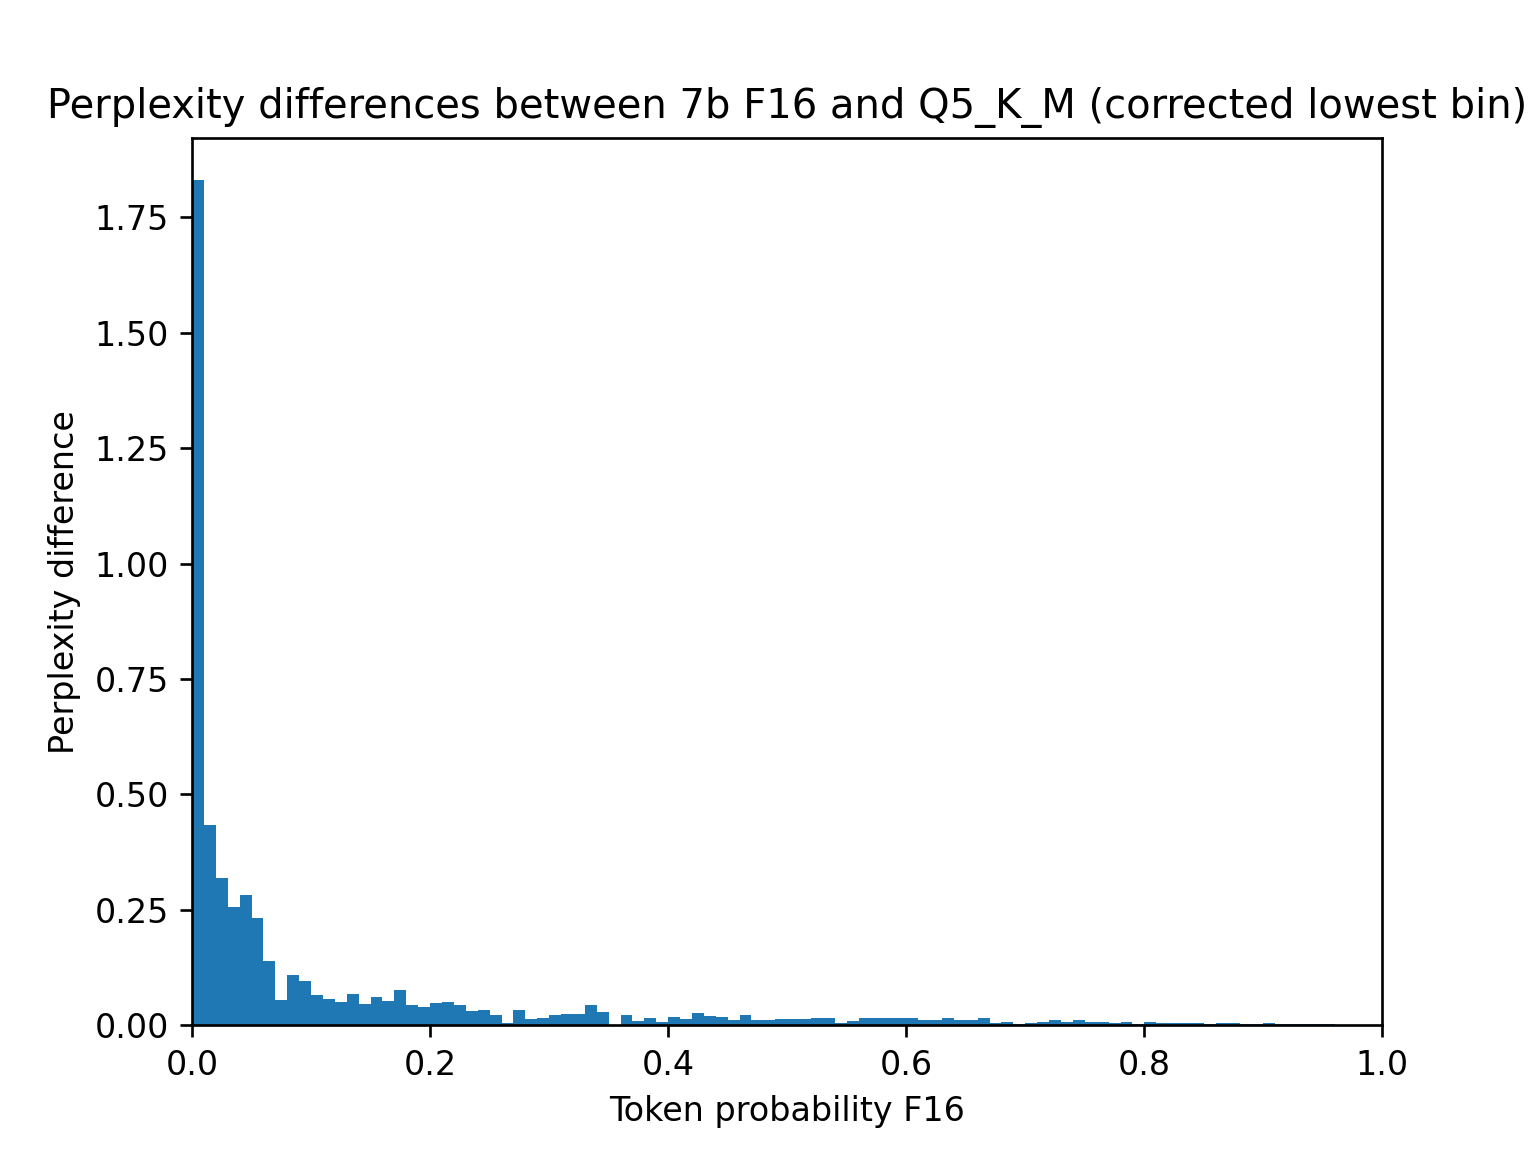 Perplexity differences between 7b F16 and Q5_K_M (corrected lowest bin)
1.75
1.50
1.25
1.00
0.75
0.50
0.25
0.00
Perplexity difference
0.0 0.2 0.4 0.6 0.8 1.0
Token probability F16